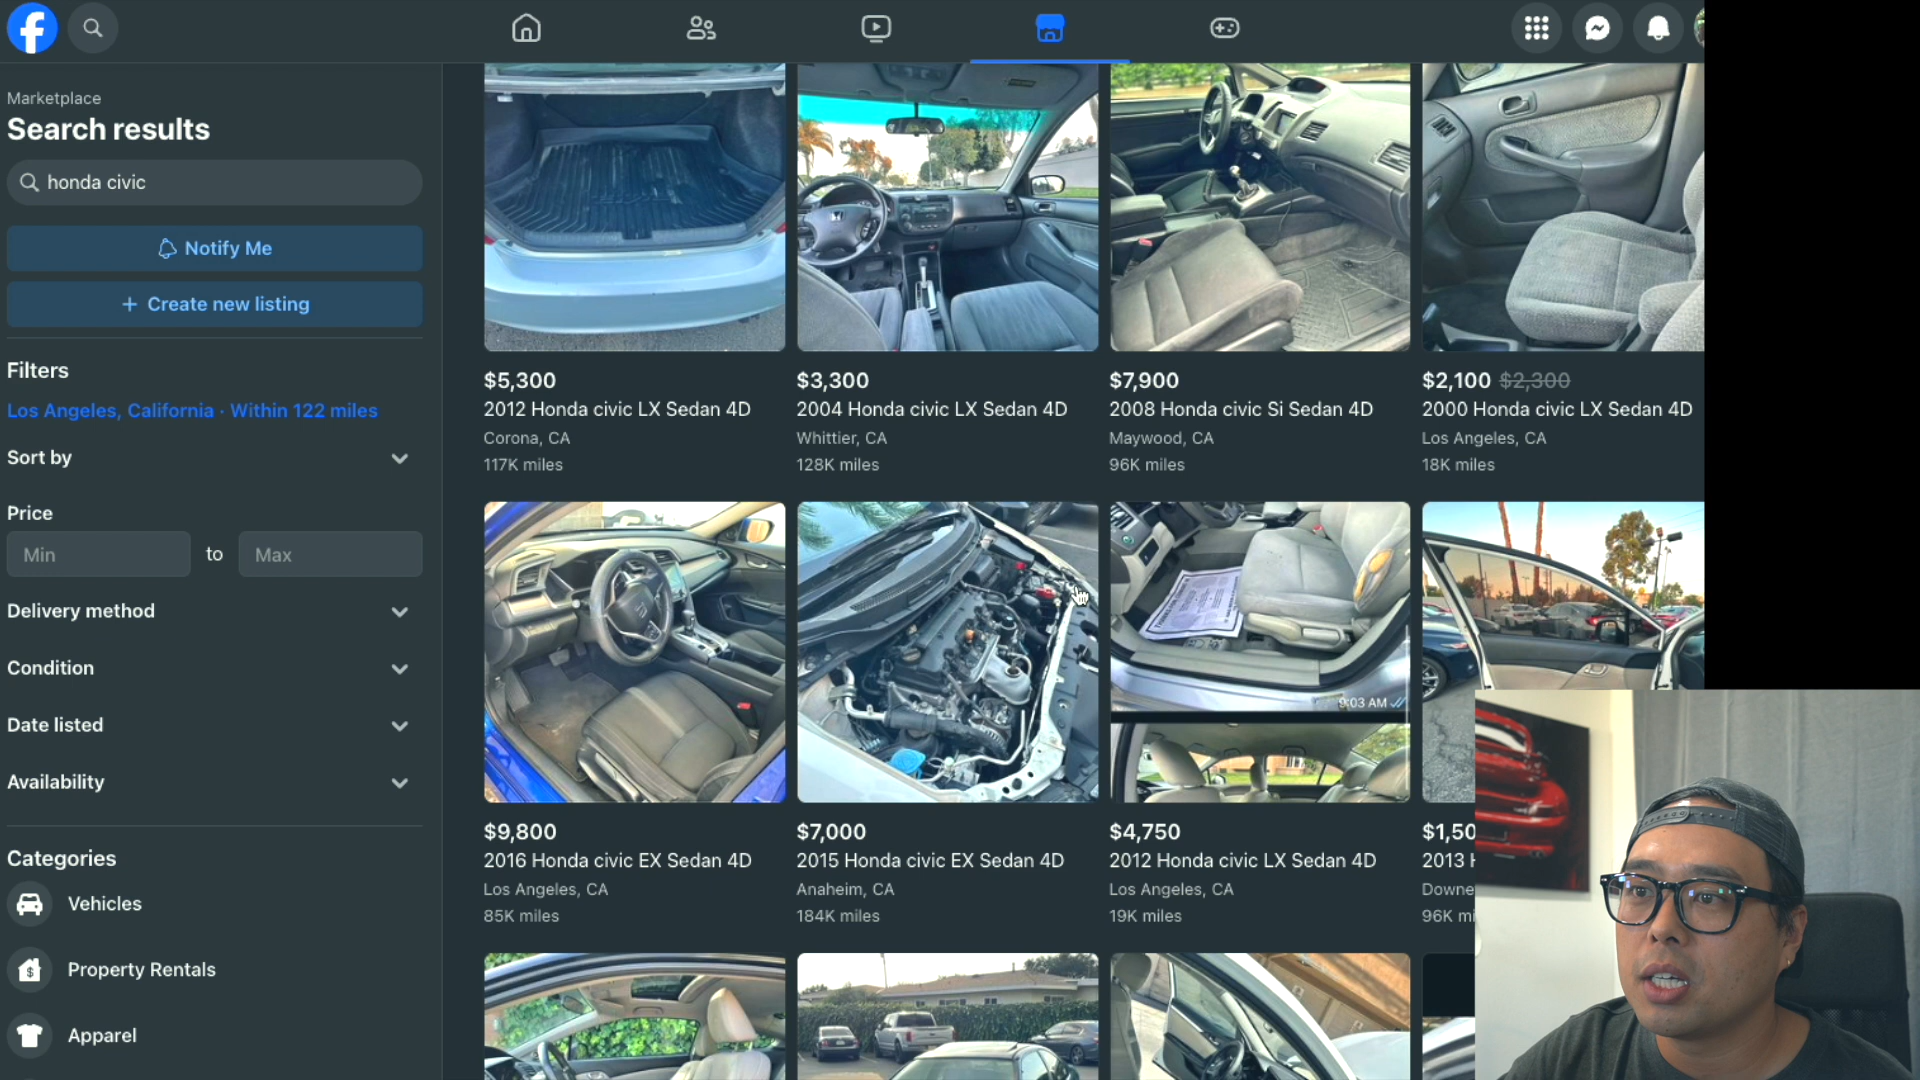 Marketplace
Search results
honda civic
Notify Me
+ Create new listing
Filters
Los Angeles, California · Within 122 miles
Sort by
Price
Min to Max
Delivery method
Condition
Date listed
Availability
Categories
Vehicles
Property Rentals
Apparel
$5,300
2012 Honda civic LX Sedan 4D
Corona, CA
117K miles
$3,300
2004 Honda civic LX Sedan 4D
Whittier, CA
128K miles
$7,900
2008 Honda civic Si Sedan 4D
Maywood, CA
96K miles
$2,100 $2,300
2000 Honda civic LX Sedan 4D
Los Angeles, CA
18K miles
9:03 AM
$9,800
2016 Honda civic EX Sedan 4D
Los Angeles, CA
85K miles
$7,000
2015 Honda civic EX Sedan 4D
Anaheim, CA
184K miles
$4,750
2012 Honda civic LX Sedan 4D
Los Angeles, CA
19K miles
$1,50
2013
Downe
96K mi